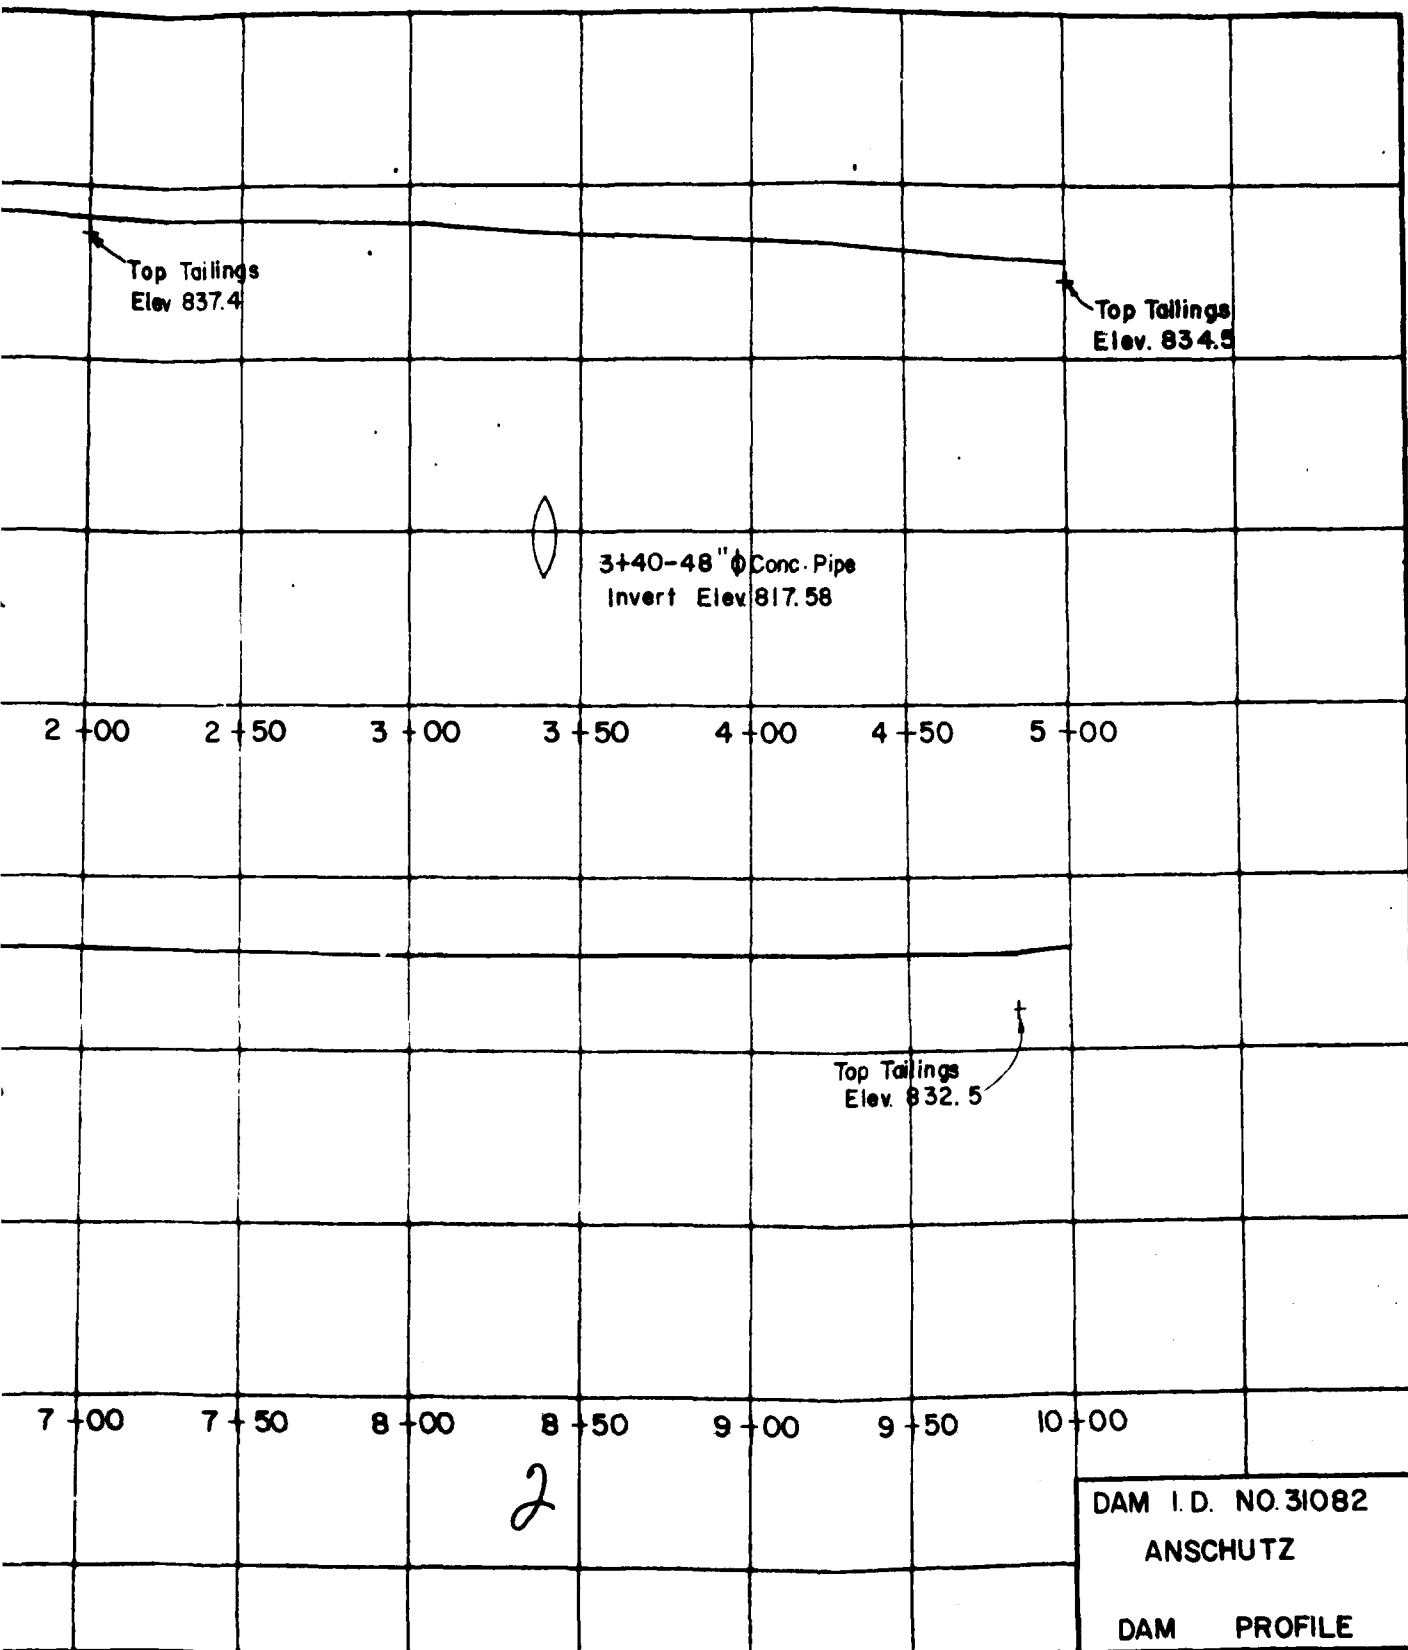 Top Tailings
Elev 837.4
Top Tailings
Elev. 834.5
3+40-48"ϕ Conc. Pipe
Invert Elev. 817.58
2+00 2+50 3+00 3+50 4+00 4+50 5+00
Top Tailings
Elev. 832.5
7+00 7+50 8+00 8+50 9+00 9+50 10+00
2
DAM I.D. NO. 31082
ANSCHUTZ
DAM PROFILE